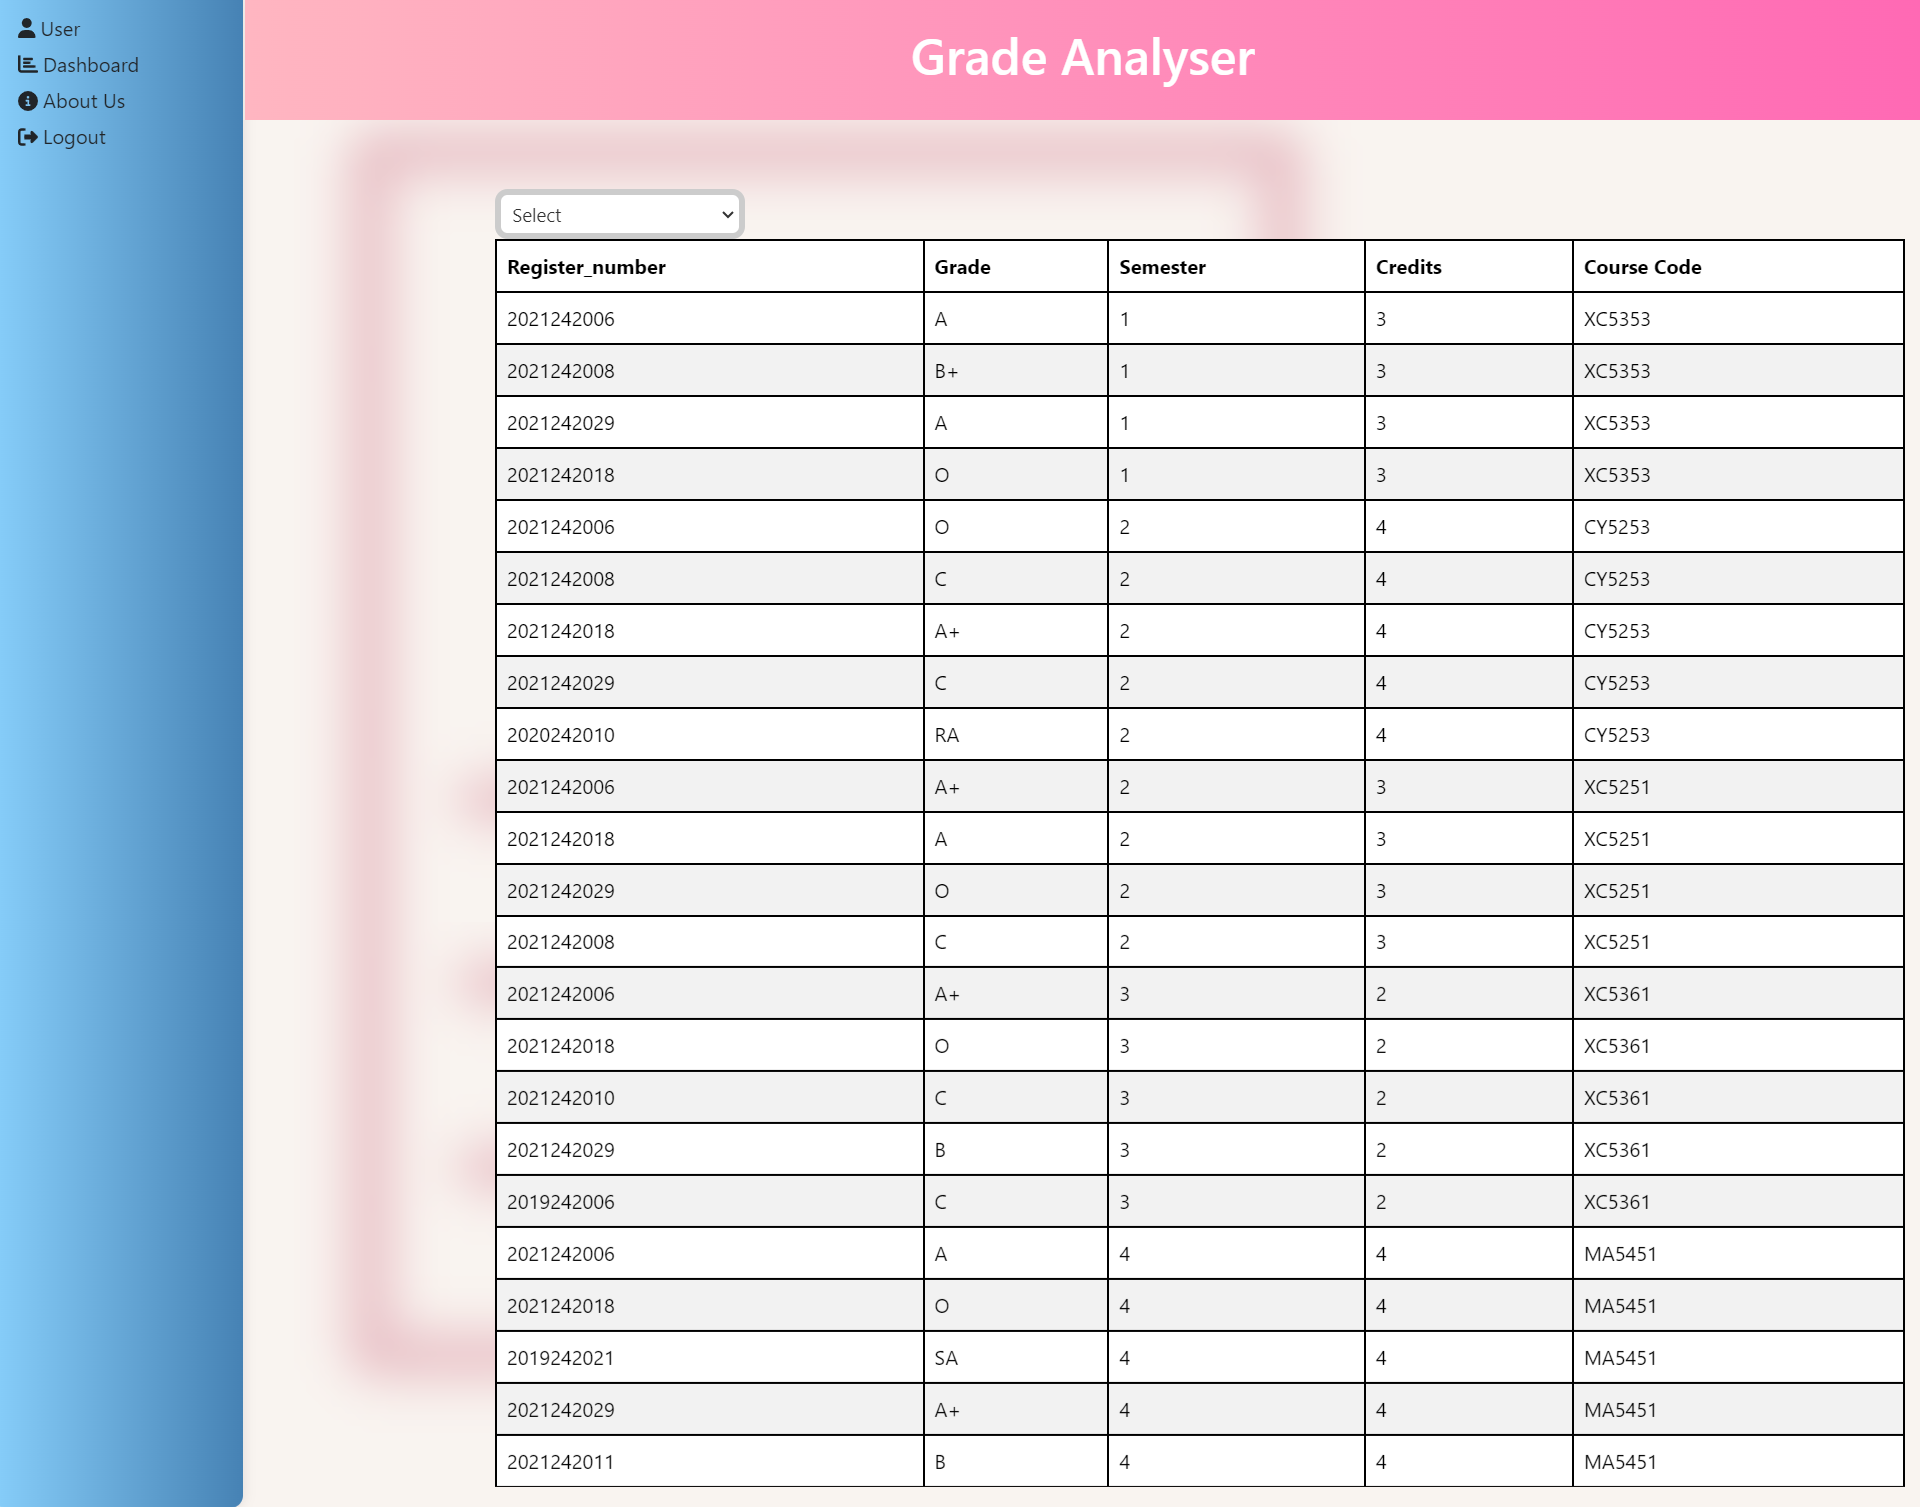 User
Dashboard
About Us
Logout
Grade Analyser
Select
Register_number Grade Semester Credits Course Code
2021242006 A 1 3 XC5353
2021242008 B+ 1 3 XC5353
2021242029 A 1 3 XC5353
2021242018 O 1 3 XC5353
2021242006 O 2 4 CY5253
2021242008 C 2 4 CY5253
2021242018 A+ 2 4 CY5253
2021242029 C 2 4 CY5253
2020242010 RA 2 4 CY5253
2021242006 A+ 2 3 XC5251
2021242018 A 2 3 XC5251
2021242029 O 2 3 XC5251
2021242008 C 2 3 XC5251
2021242006 A+ 3 2 XC5361
2021242018 O 3 2 XC5361
2021242010 C 3 2 XC5361
2021242029 B 3 2 XC5361
2019242006 C 3 2 XC5361
2021242006 A 4 4 MA5451
2021242018 O 4 4 MA5451
2019242021 SA 4 4 MA5451
2021242029 A+ 4 4 MA5451
2021242011 B 4 4 MA5451